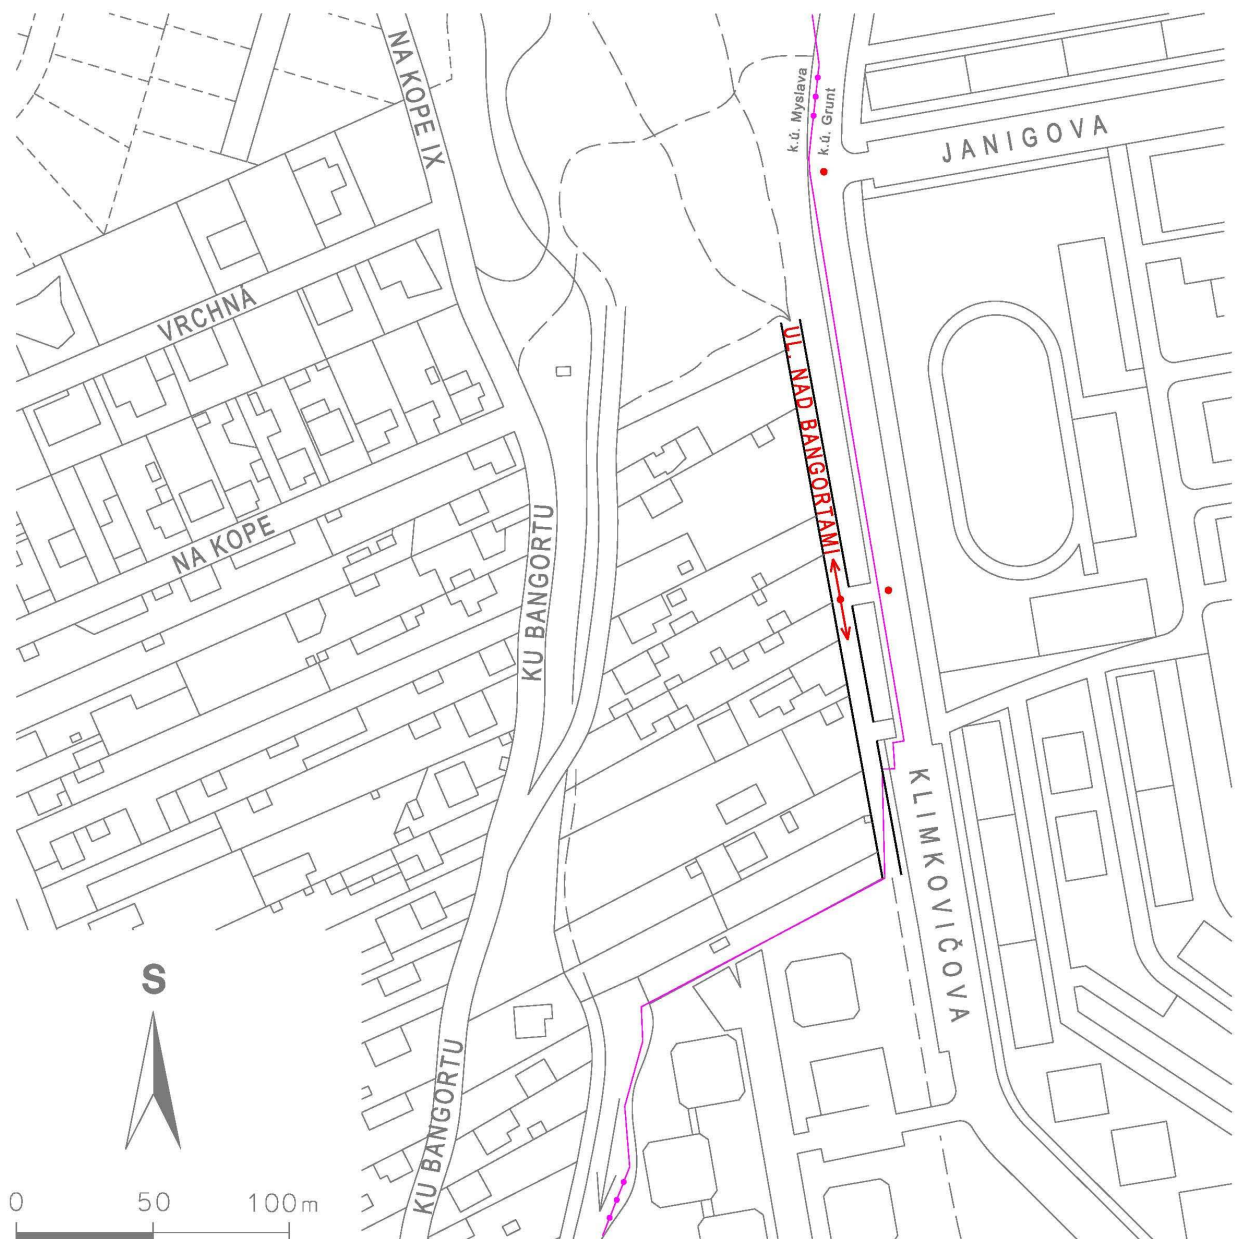 NA KOPE IX
k.ú. Myslava
k.ú. Grunt
JANIGOVA
VRCHNÁ
UL. NAD BANGORTAMI
NA KOPE
KU BANGORTU
KLIMKOVIČOVA
S
KU BANGORTU
0 50 100m